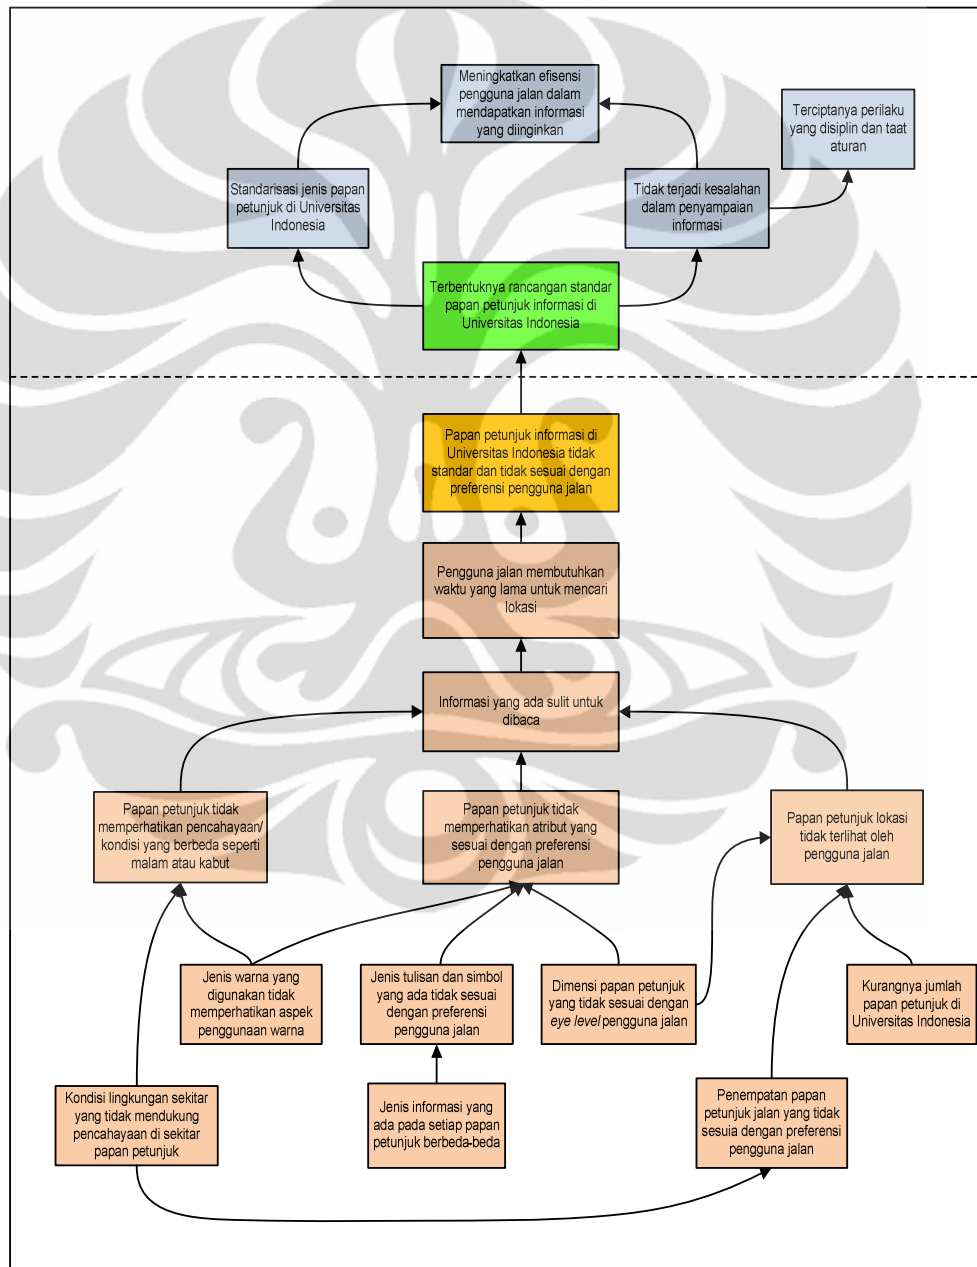 Meningkatkan efisensi
pengguna jalan dalam
mendapatkan informasi
yang diinginkan
Terciptanya perilaku
yang disiplin dan taat
aturan
Standarisasi jenis papan
petunjuk di Universitas
Indonesia
Tidak terjadi kesalahan
dalam penyampaian
informasi
Terbentuknya rancangan standar
papan petunjuk informasi di
Universitas Indonesia
Papan petunjuk informasi di
Universitas Indonesia tidak
standar dan tidak sesuai dengan
preferensi pengguna jalan
Pengguna jalan membutuhkan
waktu yang lama untuk mencari
lokasi
Informasi yang ada sulit untuk
dibaca
Papan petunjuk tidak
memperhatikan pencahayaan/
kondisi yang berbeda seperti
malam atau kabut
Papan petunjuk tidak
memperhatikan atribut yang
sesuai dengan preferensi
pengguna jalan
Papan petunjuk lokasi
tidak terlihat oleh
pengguna jalan
Jenis warna yang
digunakan tidak
memperhatikan aspek
penggunaan warna
Jenis tulisan dan simbol
yang ada tidak sesuai
dengan preferensi
pengguna jalan
Dimensi papan petunjuk
yang tidak sesuai dengan
eye level pengguna jalan
Kurangnya jumlah
papan petunjuk di
Universitas Indonesia
Kondisi lingkungan sekitar
yang tidak mendukung
pencahayaan di sekitar
papan petunjuk
Jenis informasi yang
ada pada setiap papan
petunjuk berbeda-beda
Penempatan papan
petunjuk jalan yang tidak
sesuia dengan preferensi
pengguna jalan